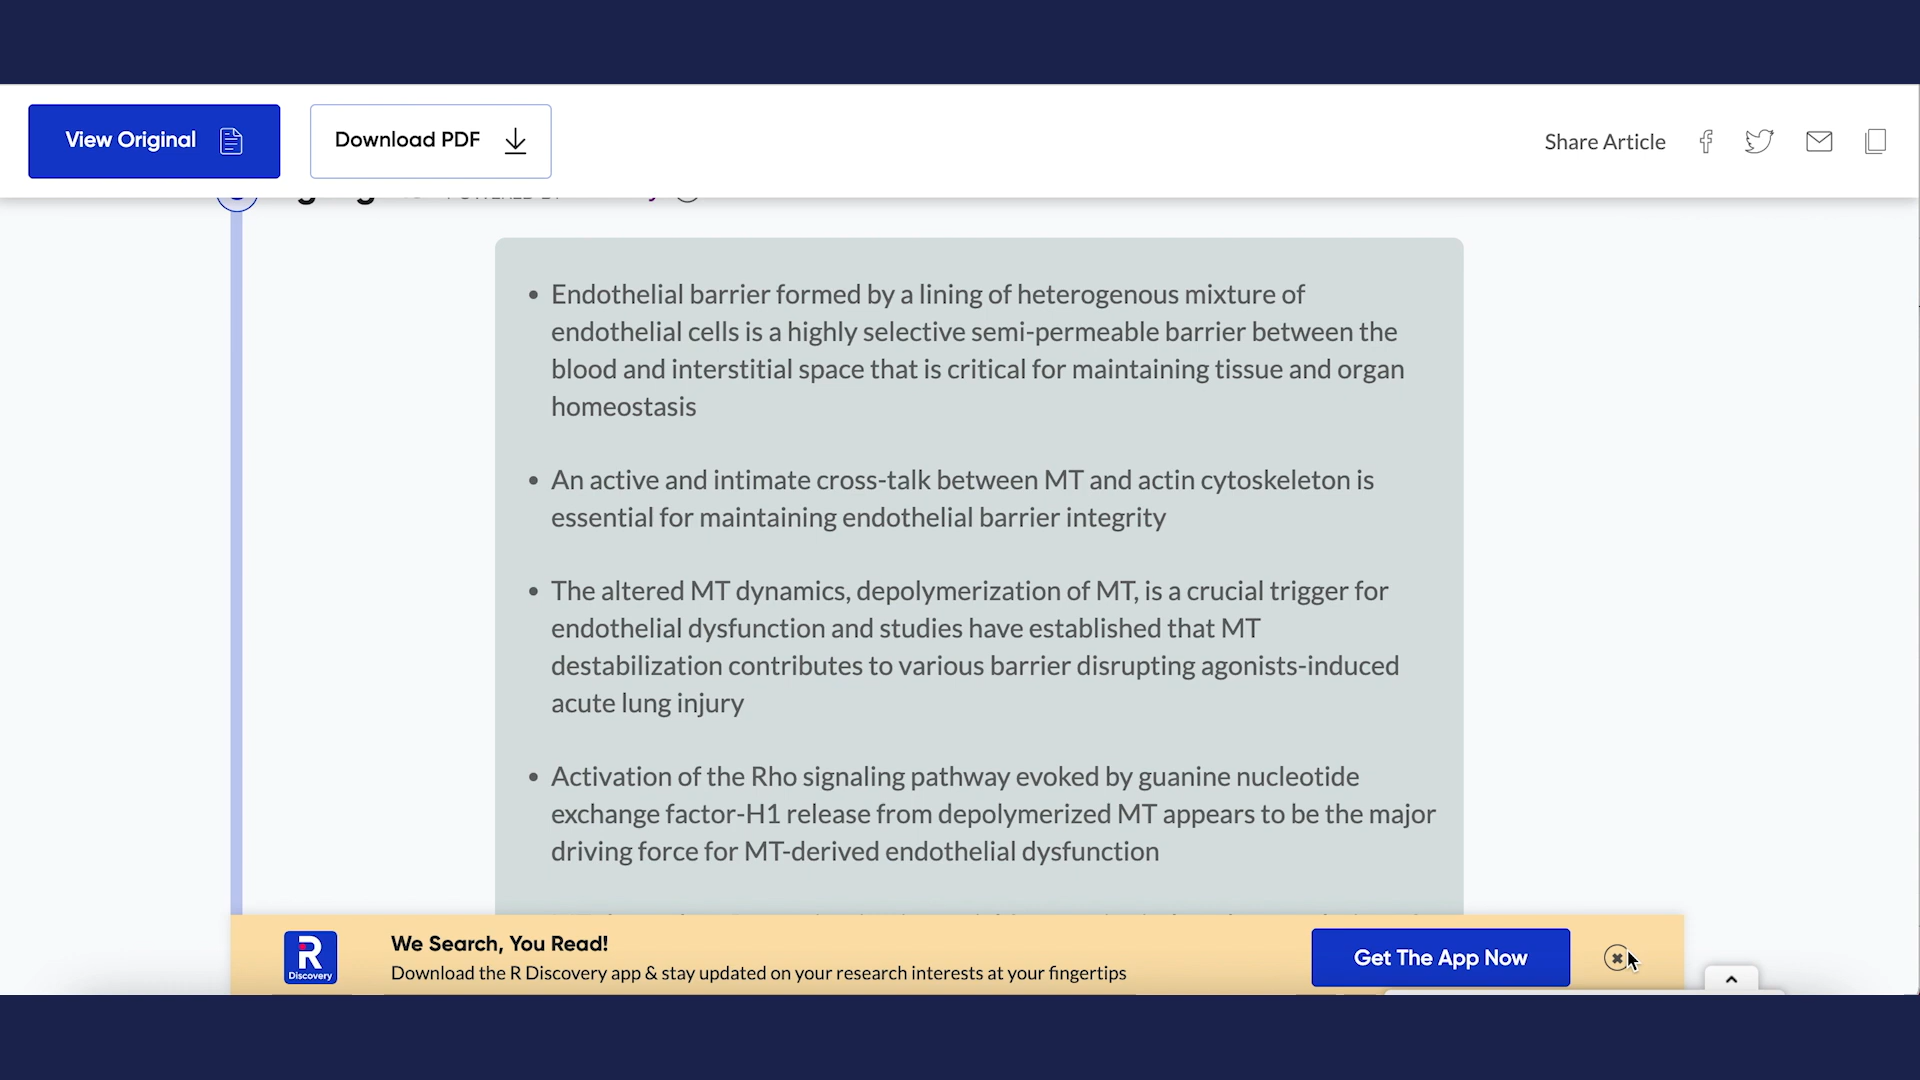 View Original
Download PDF
Share Article
• Endothelial barrier formed by a lining of heterogenous mixture of
endothelial cells is a highly selective semi-permeable barrier between the
blood and interstitial space that is critical for maintaining tissue and organ
homeostasis
• An active and intimate cross-talk between MT and actin cytoskeleton is
essential for maintaining endothelial barrier integrity
• The altered MT dynamics, depolymerization of MT, is a crucial trigger for
endothelial dysfunction and studies have established that MT
destabilization contributes to various barrier disrupting agonists-induced
acute lung injury
• Activation of the Rho signaling pathway evoked by guanine nucleotide
exchange factor-H1 release from depolymerized MT appears to be the major
driving force for MT-derived endothelial dysfunction
R
Discovery
We Search, You Read!
Download the R Discovery app & stay updated on your research interests at your fingertips
Get The App Now